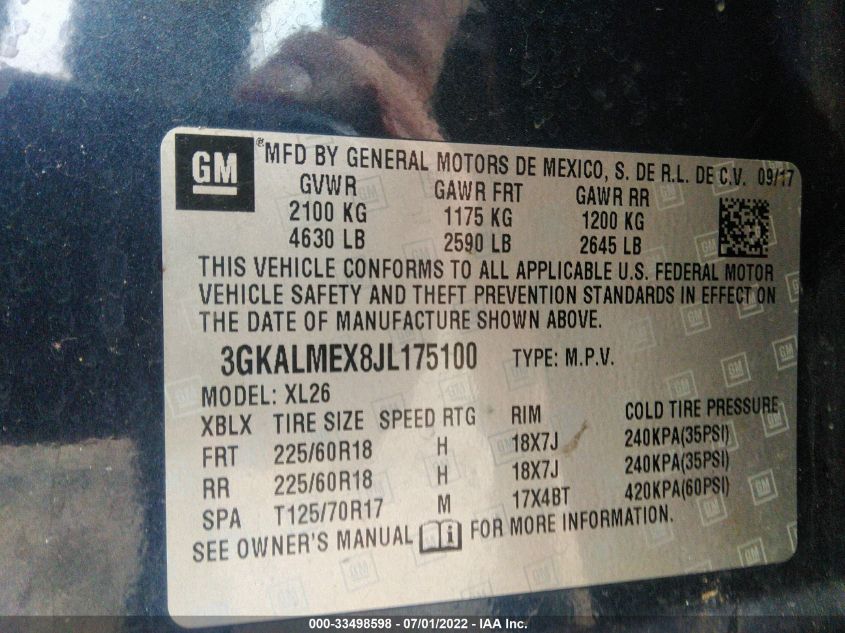 GM
® MFD BY GENERAL MOTORS DE MEXICO, S. DE R.L. DE C.V. 09/17
GVWR GAWR FRT GAWR RR
2100 KG 1175 KG 1200 KG
4630 LB 2590 LB 2645 LB
THIS VEHICLE CONFORMS TO ALL APPLICABLE U.S. FEDERAL MOTOR
VEHICLE SAFETY AND THEFT PREVENTION STANDARDS IN EFFECT ON
THE DATE OF MANUFACTURE SHOWN ABOVE.
3GKALMEX8JL175100 TYPE: M.P.V.
MODEL: XL26
XBLX TIRE SIZE SPEED RTG RIM COLD TIRE PRESSURE
FRT 225/60R18 H 18X7J 240KPA(35PSI)
RR 225/60R18 H 18X7J 240KPA(35PSI)
SPA T125/70R17 M 17X4BT 420KPA(60PSI)
SEE OWNER'S MANUAL i FOR MORE INFORMATION.
000-33498598 - 07/01/2022 - IAA Inc.